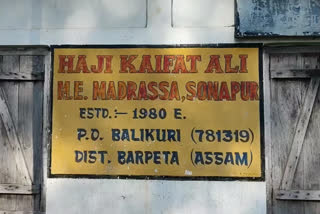 HAJI KAIFAT ALI
M.E. MADRASSA, SONAPUR
ESTD :- 1980 E.
P.O. BALIKURI (781319)
DIST. BARPETA (ASSAM)